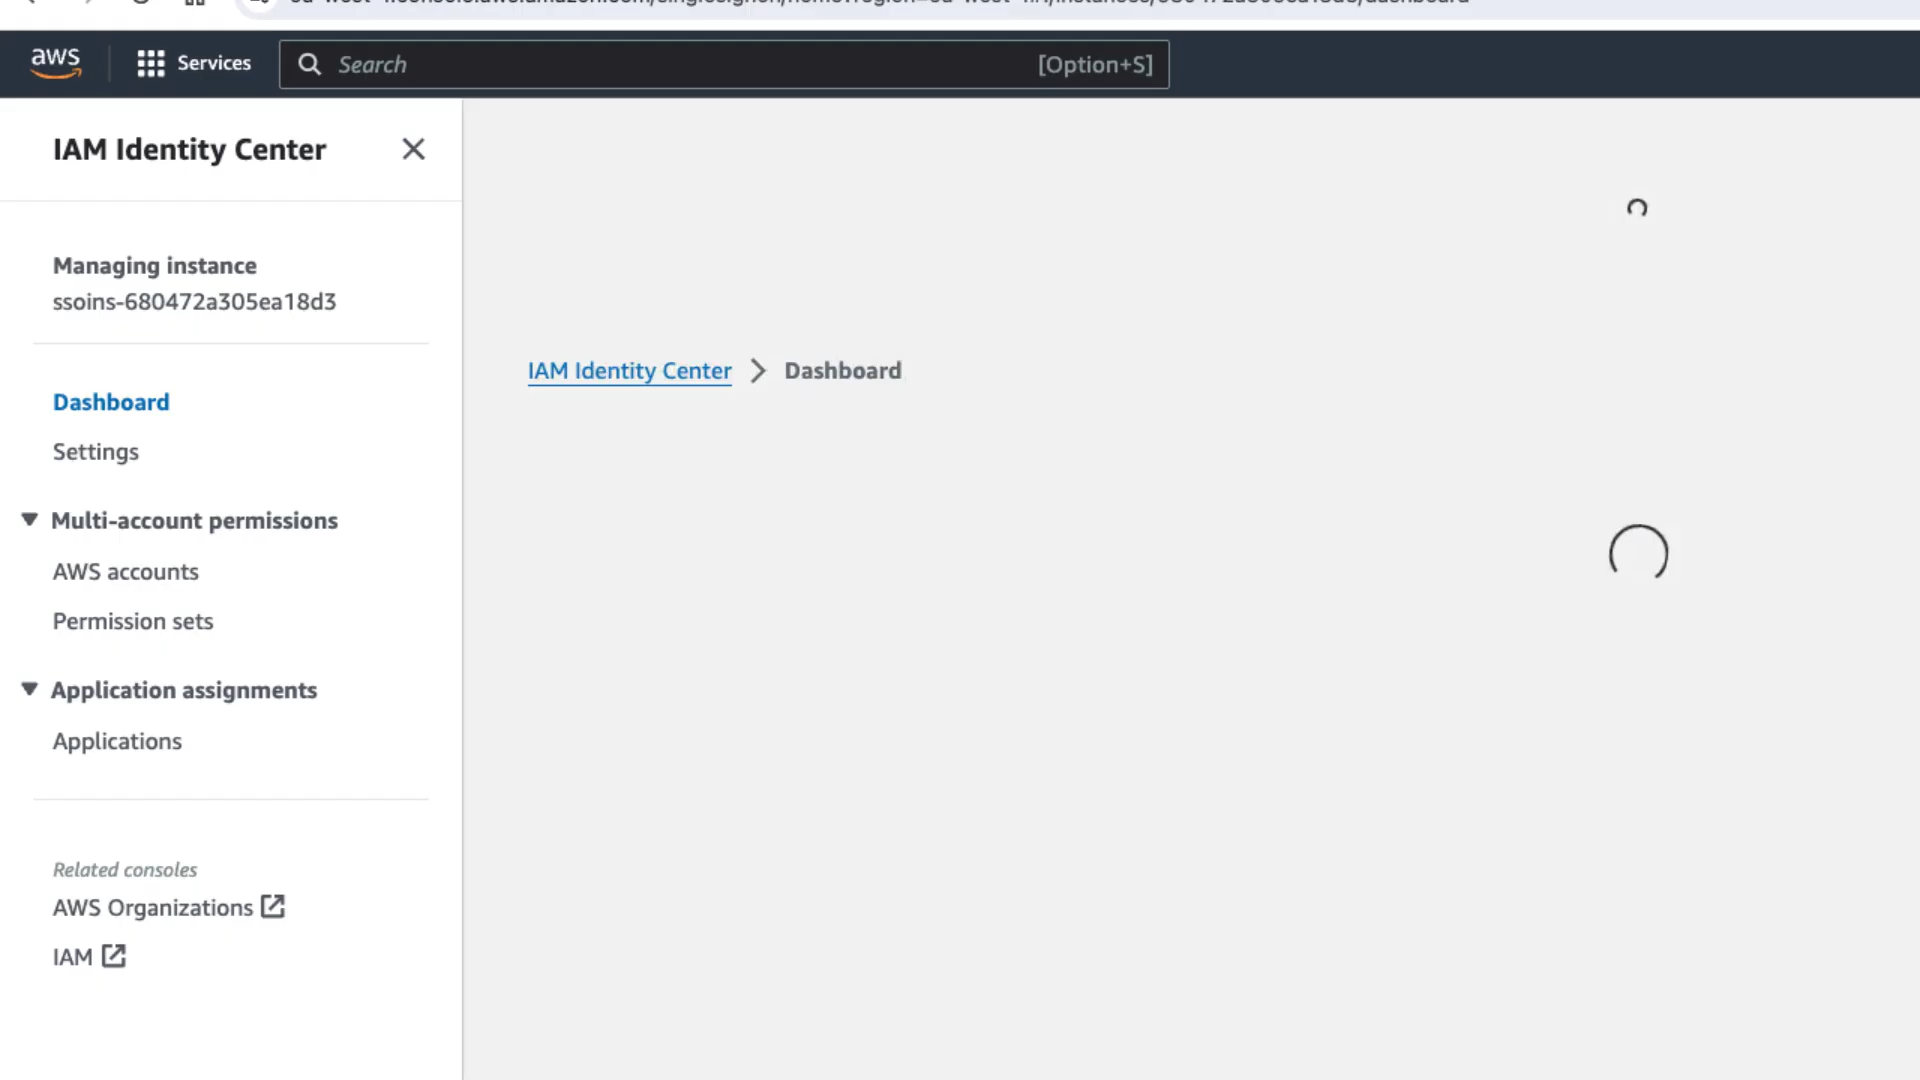 aws
Services
Search
[Option+S]
IAM Identity Center
Managing instance
ssoins-680472a305ea18d3
Dashboard
Settings
Multi-account permissions
AWS accounts
Permission sets
Application assignments
Applications
Related consoles
AWS Organizations
IAM
IAM Identity Center > Dashboard